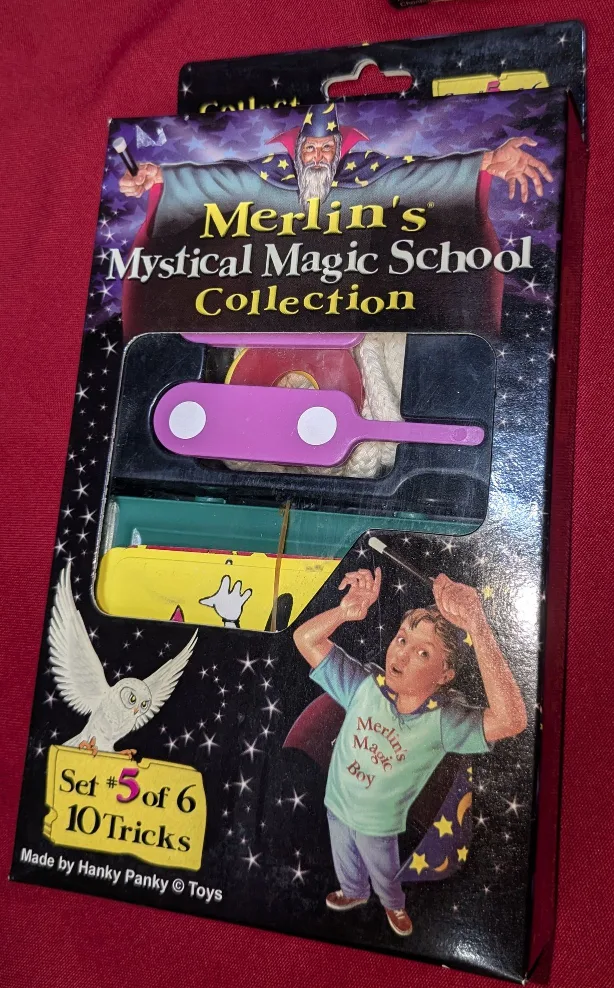 Collect
Merlin's®
Mystical Magic School
Collection
Merlin's
Magic
Boy
Set #5 of 6
10 Tricks
Made by Hanky Panky © Toys